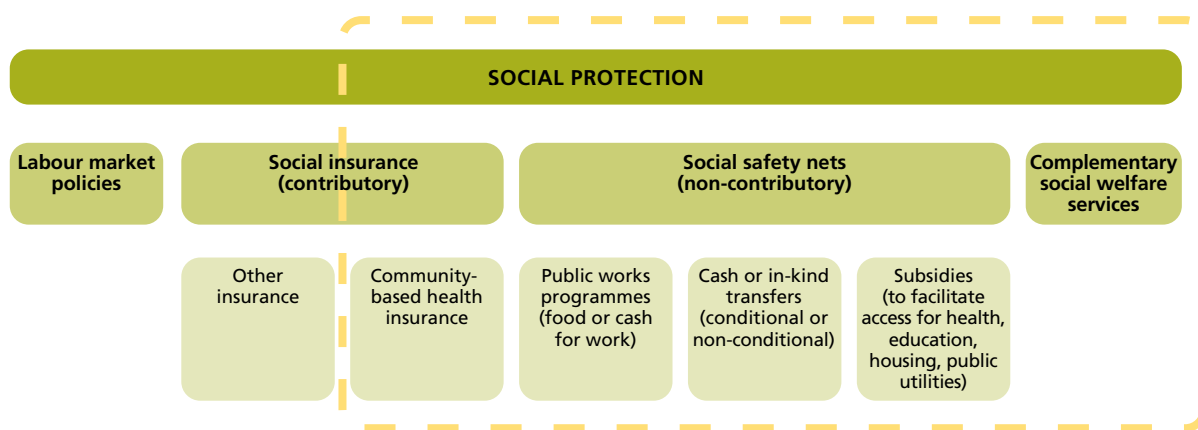 SOCIAL PROTECTION
Labour market
policies
Social insurance
(contributory)
Social safety nets
(non-contributory)
Complementary
social welfare
services
Other
insurance
Community-
based health
insurance
Public works
programmes
(food or cash
for work)
Cash or in-kind
transfers
(conditional or
non-conditional)
Subsidies
(to facilitate
access for health,
education,
housing, public
utilities)